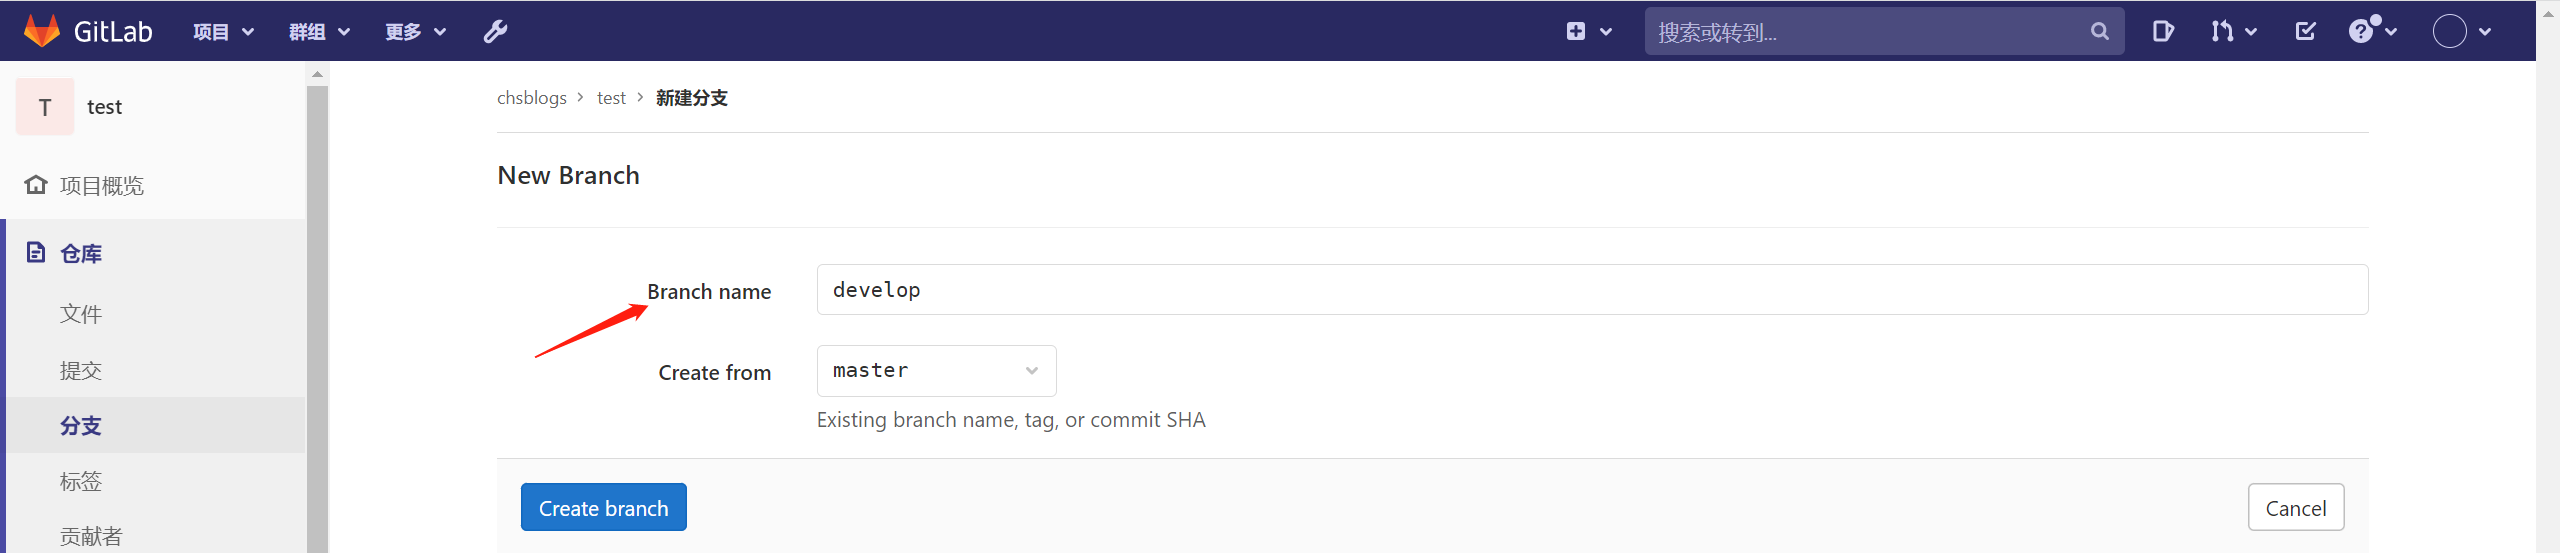 GitLab 项目 群组 更多 搜索或转到...
T test
chsblogs > test > 新建分支
项目概览
New Branch
仓库
Branch name develop
文件
提交
Create from master
Existing branch name, tag, or commit SHA
分支
标签
Create branch Cancel
贡献者